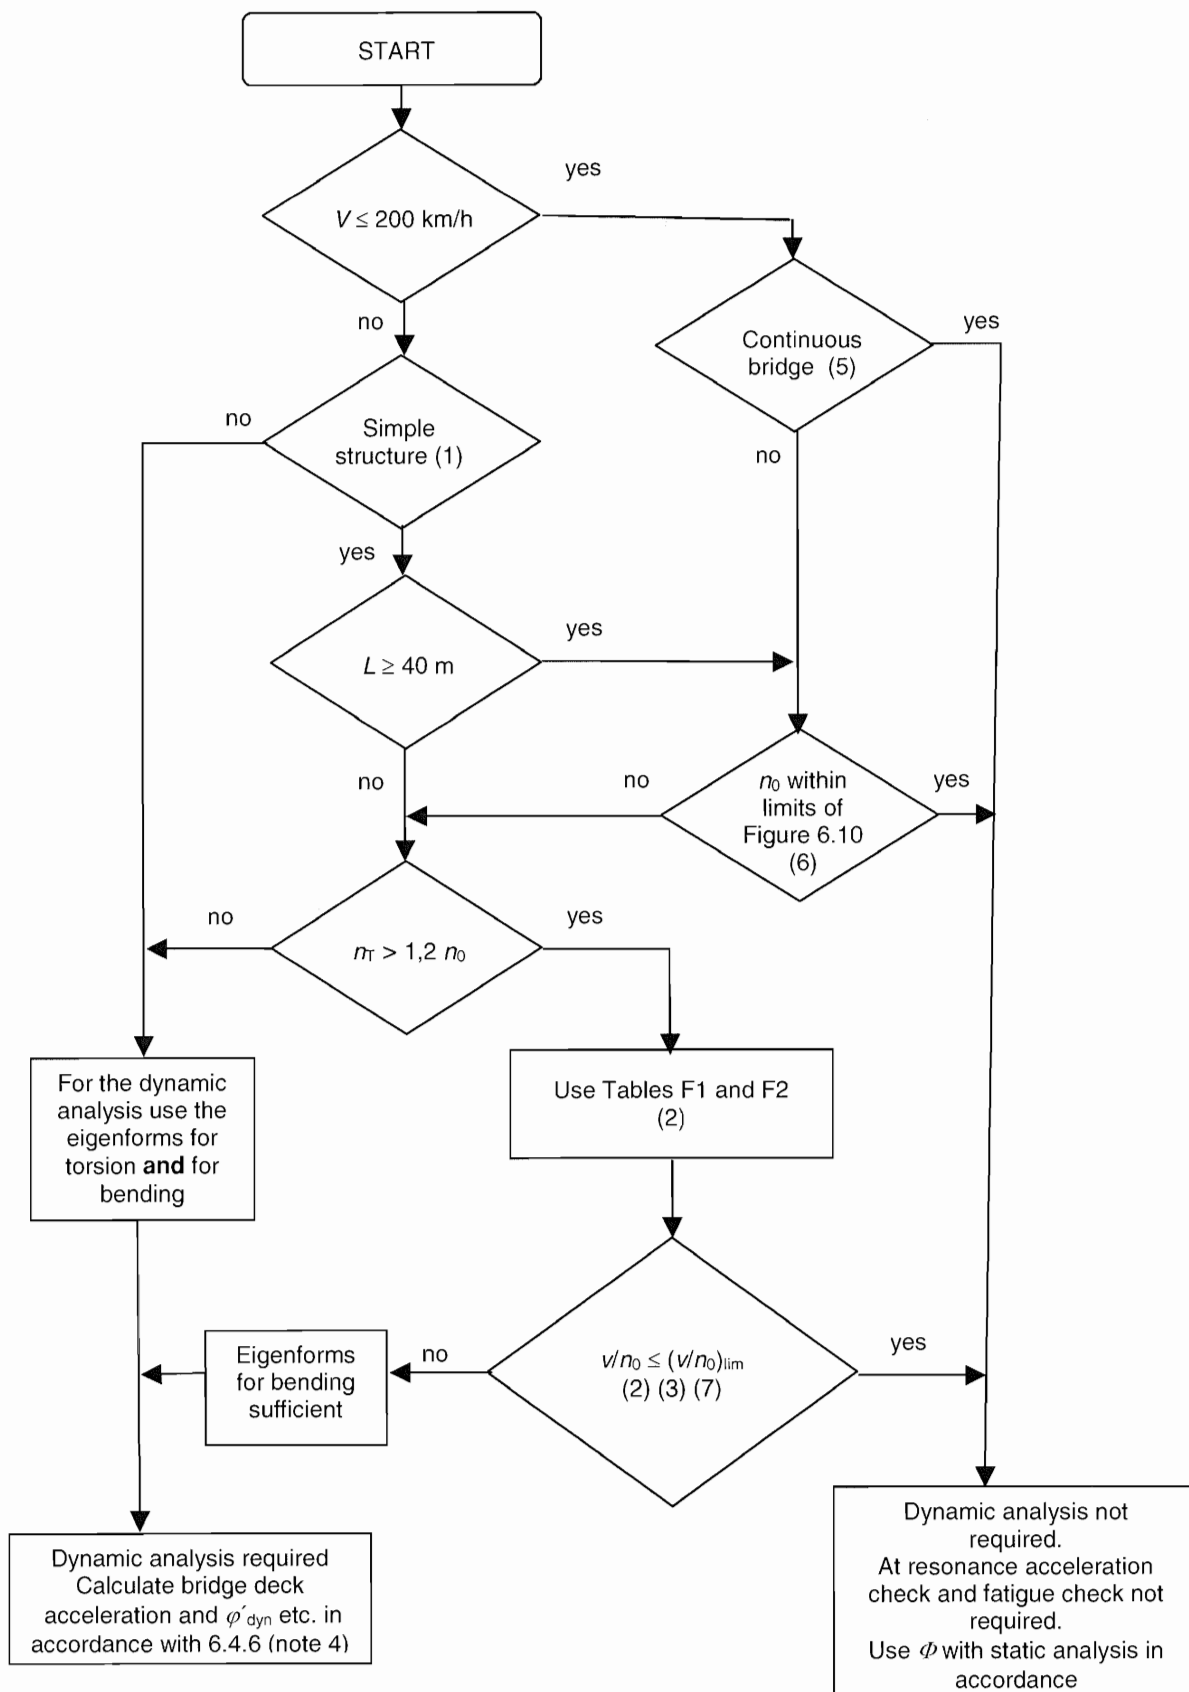 START
yes
V ≤ 200 km/h
no
Continuous
bridge (5)
yes
no
no
Simple
structure (1)
yes
L ≥ 40 m
yes
no
no
n0 within
limits of
Figure 6.10
(6)
yes
no
nT > 1,2 n0
yes
For the dynamic
analysis use the
eigenforms for
torsion and for
bending
Use Tables F1 and F2
(2)
Eigenforms
for bending
sufficient
no
v/n0 ≤ (v/n0)lim
(2) (3) (7)
yes
Dynamic analysis required
Calculate bridge deck
acceleration and φ´dyn etc. in
accordance with 6.4.6 (note 4)
Dynamic analysis not
required.
At resonance acceleration
check and fatigue check not
required.
Use Φ with static analysis in
accordance